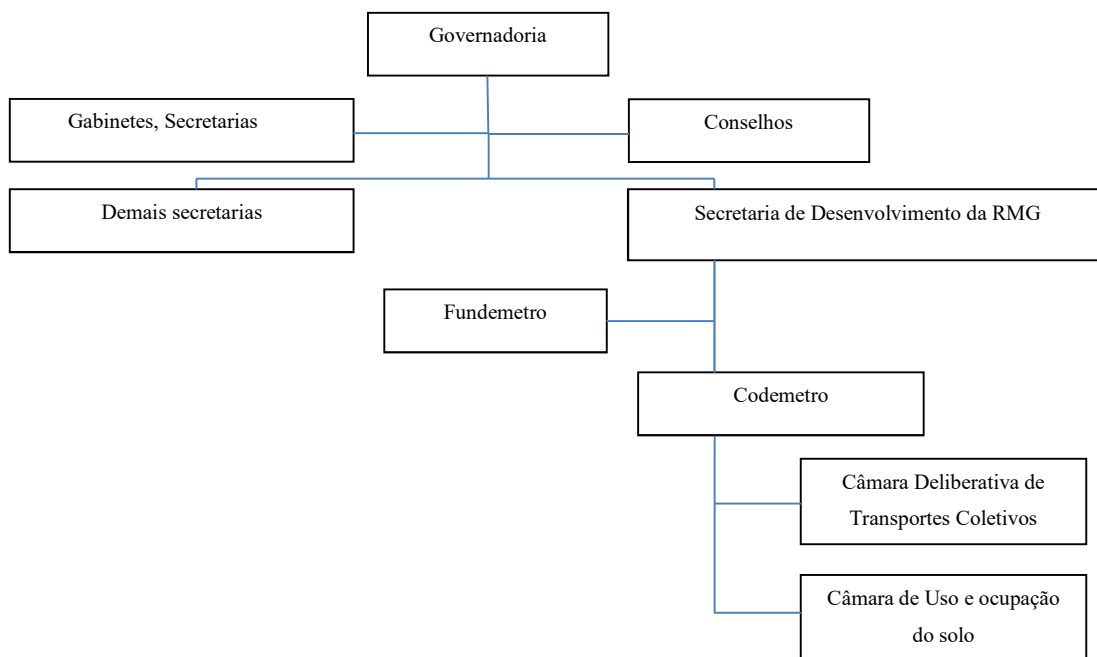 Governadoria
Gabinetes, Secretarias
Conselhos
Demais secretarias
Secretaria de Desenvolvimento da RMG
Fundemetro
Codemetro
Câmara Deliberativa de
Transportes Coletivos
Câmara de Uso e ocupação
do solo